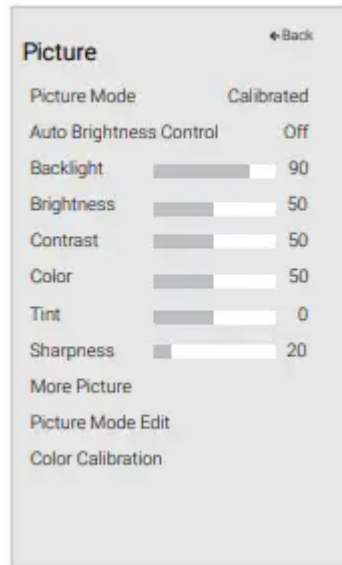 ←Back
Picture
Picture Mode Calibrated
Auto Brightness Control Off
Backlight 90
Brightness 50
Contrast 50
Color 50
Tint 0
Sharpness 20
More Picture
Picture Mode Edit
Color Calibration